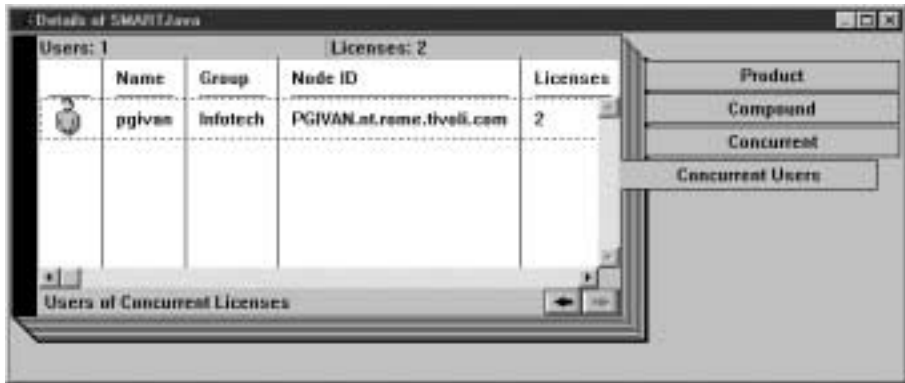 Details of SMARTJava
Users: 1 Licenses: 2
Name Group Node ID Licenses
pgivan Infotech PGIVAN.nt.rome.tivoli.com 2
Users of Concurrent Licenses
Product
Compound
Concurrent
Concurrent Users